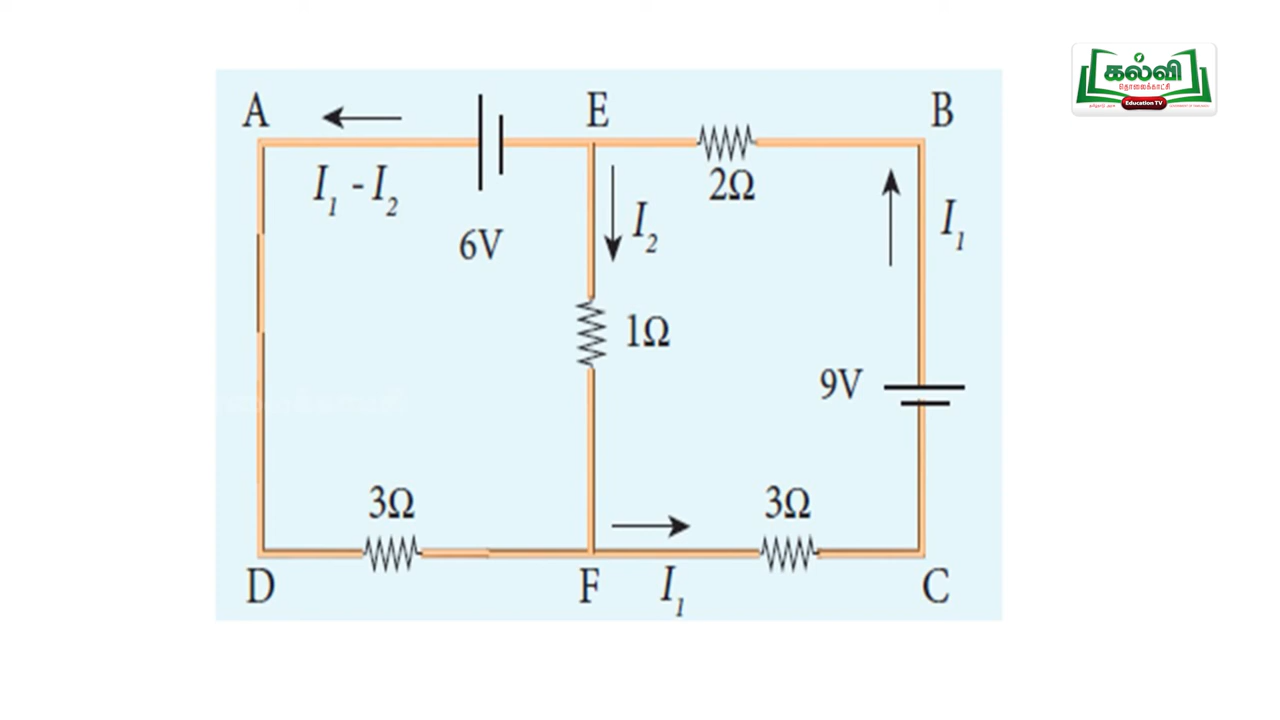 கல்வி
தொலைக்காட்சி
Education TV
A
E
B
I₁ - I₂
6V
I₂
2Ω
I₁
1Ω
9V
3Ω
3Ω
D
F
I₁
C